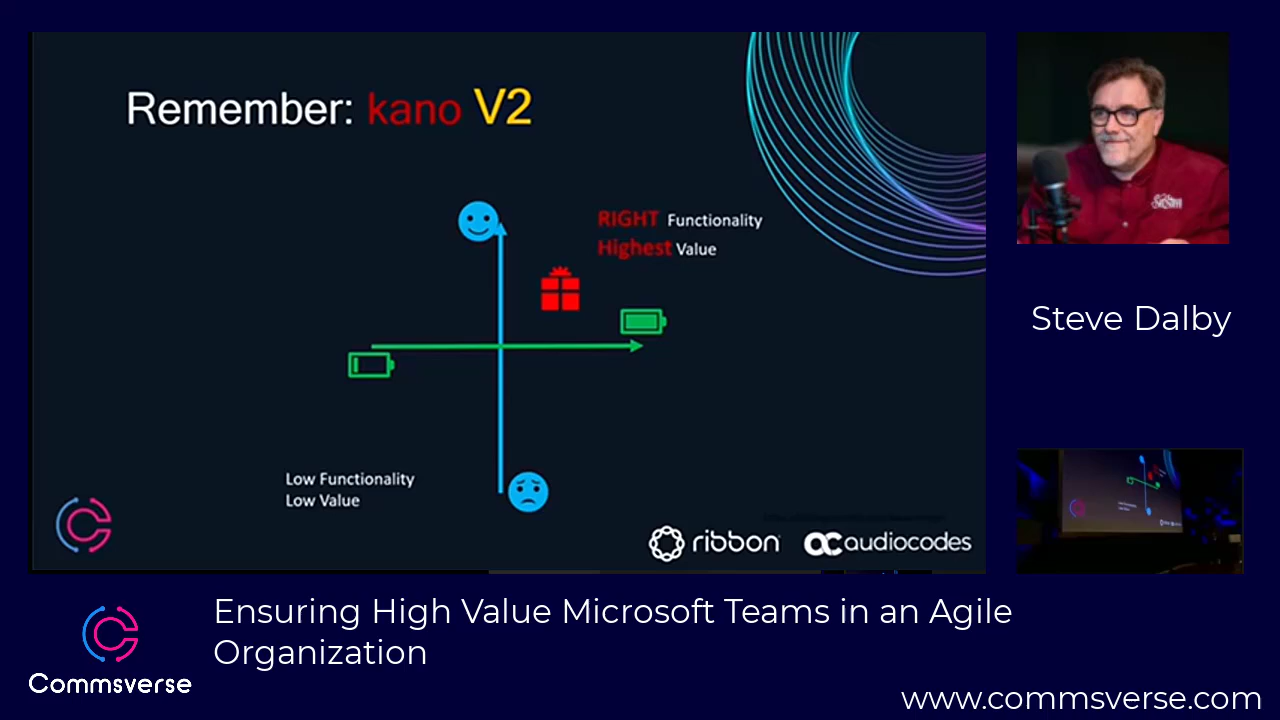 Remember: kano V2
RIGHT Functionality
Highest Value
Low Functionality
Low Value
ribbon
audiocodes
Steve Dalby
Ensuring High Value Microsoft Teams in an Agile
Organization
Commsverse
www.commsverse.com